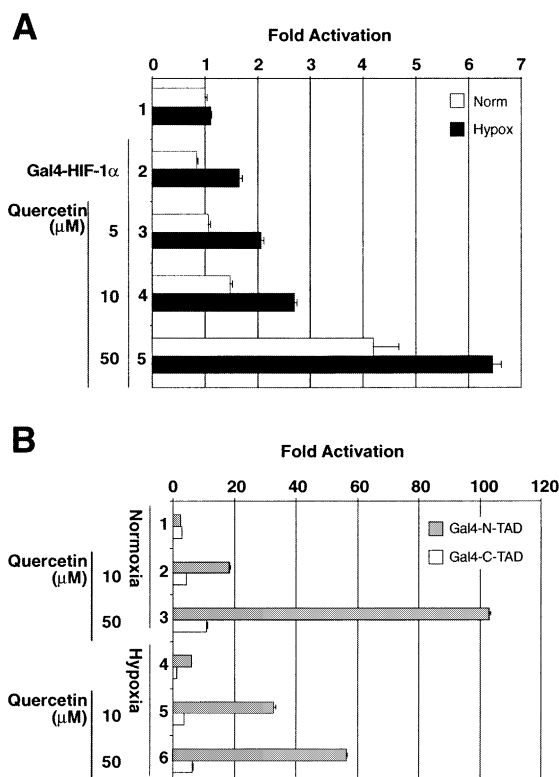 A
Fold Activation
0 1 2 3 4 5 6 7
Norm
Hypox
1
Gal4-HIF-1α 2
Quercetin
(μM)
5 3
10 4
50 5
B
Fold Activation
0 20 40 60 80 100 120
Gal4-N-TAD
Gal4-C-TAD
Normoxia
1
Quercetin
(μM)
10 2
50 3
Hypoxia
4
Quercetin
(μM)
10 5
50 6